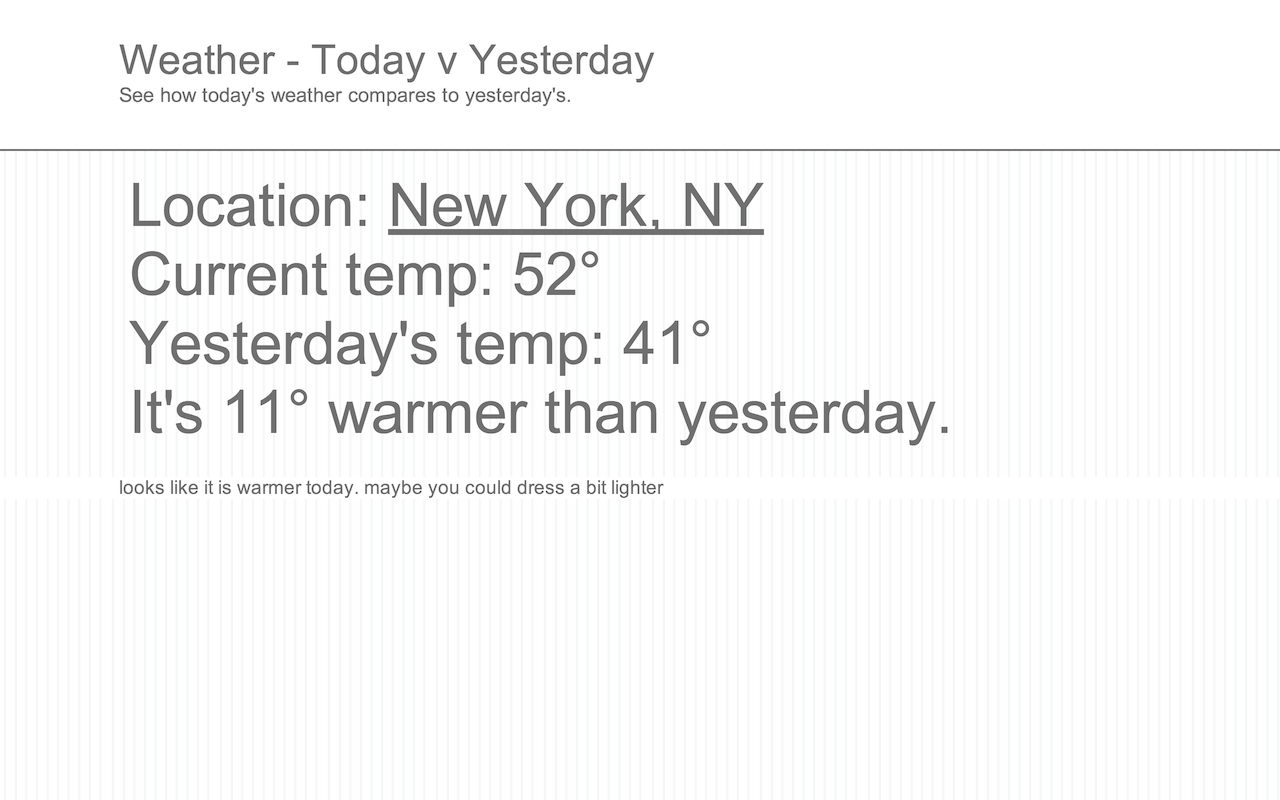 Weather - Today v Yesterday
See how today's weather compares to yesterday's.
Location: New York, NY
Current temp: 52°
Yesterday's temp: 41°
It's 11° warmer than yesterday.
looks like it is warmer today. maybe you could dress a bit lighter